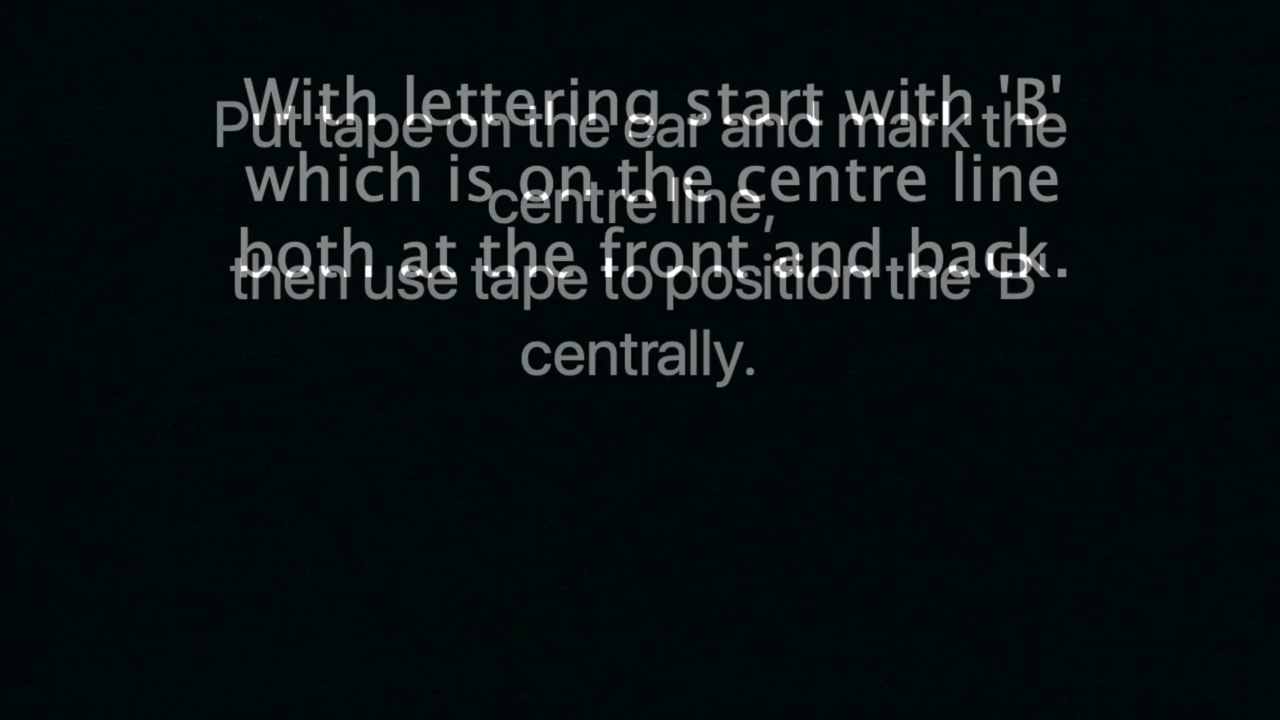 With lettering start with 'B'
which is on the centre line
both at the front and back.
Put tape on the car and mark the
centre line,
then use tape to position the 'B'
centrally.